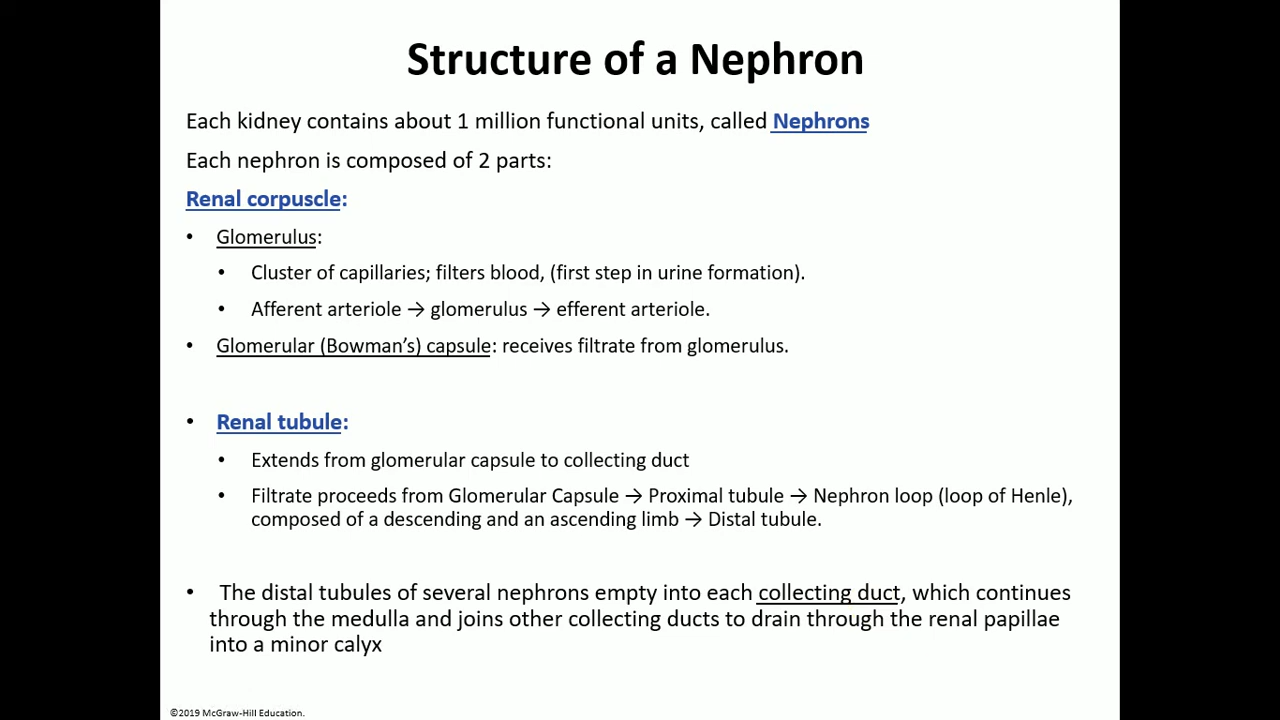 Structure of a Nephron
Each kidney contains about 1 million functional units, called Nephrons
Each nephron is composed of 2 parts:
Renal corpuscle:
• Glomerulus:
• Cluster of capillaries; filters blood, (first step in urine formation).
• Afferent arteriole → glomerulus → efferent arteriole.
• Glomerular (Bowman’s) capsule: receives filtrate from glomerulus.
• Renal tubule:
• Extends from glomerular capsule to collecting duct
• Filtrate proceeds from Glomerular Capsule → Proximal tubule → Nephron loop (loop of Henle),
composed of a descending and an ascending limb → Distal tubule.
• The distal tubules of several nephrons empty into each collecting duct, which continues
through the medulla and joins other collecting ducts to drain through the renal papillae
into a minor calyx
©2019 McGraw-Hill Education.